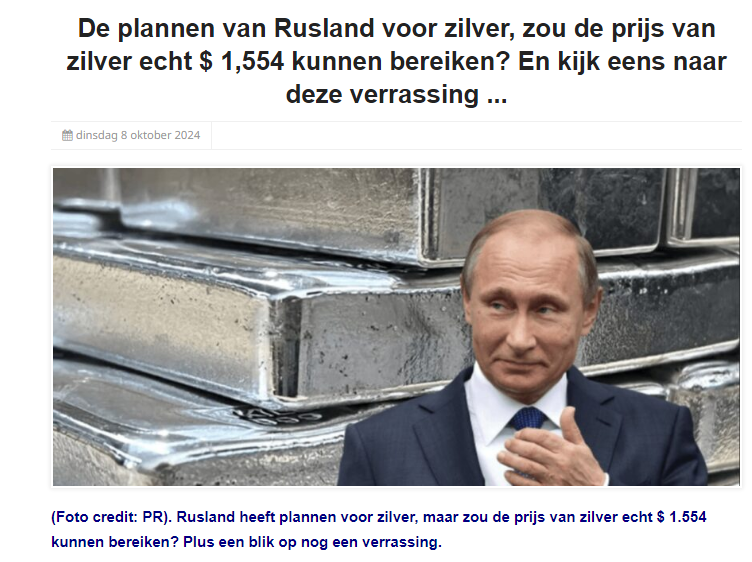 De plannen van Rusland voor zilver, zou de prijs van
zilver echt $ 1,554 kunnen bereiken? En kijk eens naar
deze verrassing ...
dinsdag 8 oktober 2024
(Foto credit: PR). Rusland heeft plannen voor zilver, maar zou de prijs van zilver echt $ 1.554
kunnen bereiken? Plus een blik op nog een verrassing.